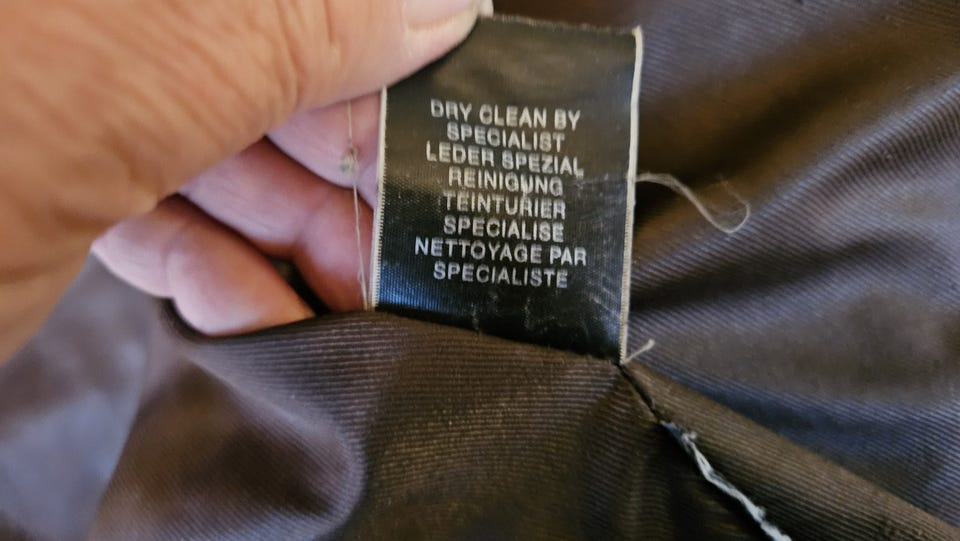 DRY CLEAN BY
SPECIALIST
LEDER SPEZIAL
REINIGUNG
TEINTURIER
SPECIALISE
NETTOYAGE PAR
SPECIALISTE